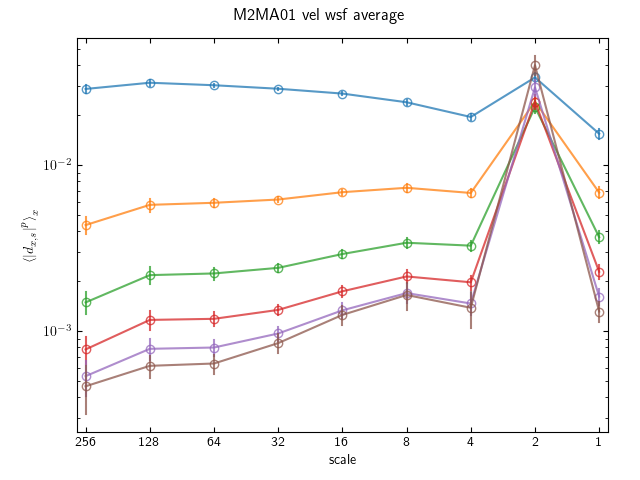 M2MA01 vel wsf average
⟨|d_{x,s}|^p⟩_x
10^{-2}
10^{-3}
256 128 64 32 16 8 4 2 1
scale